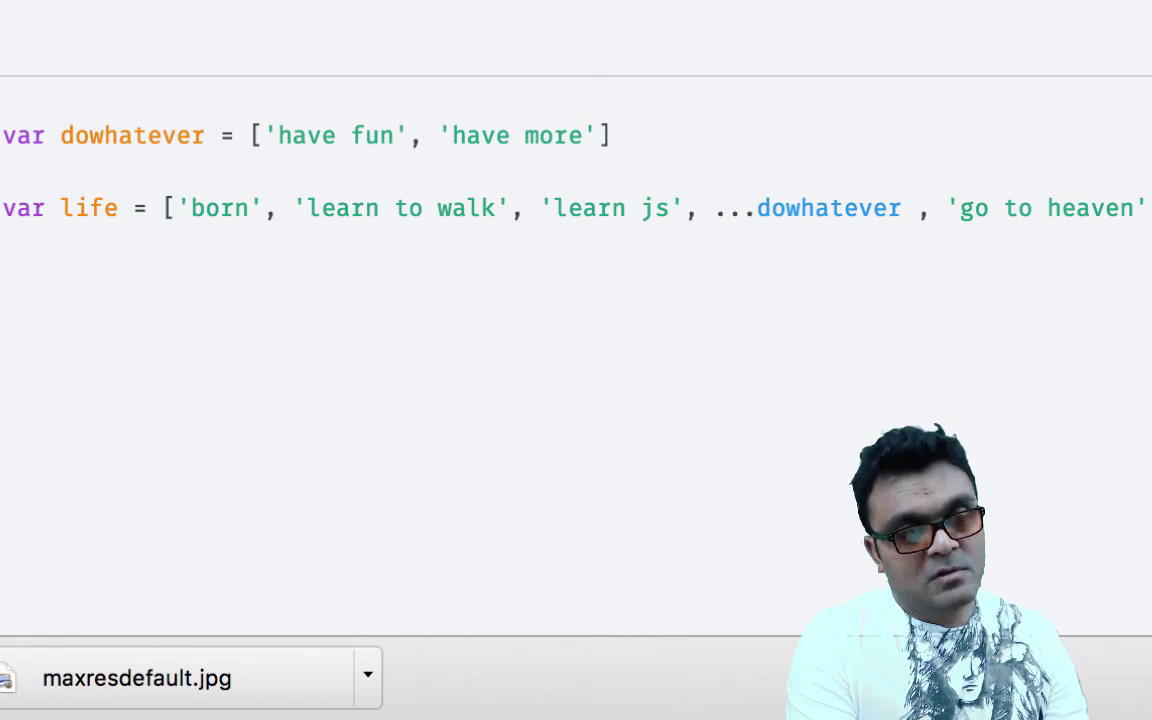 var dowhatever = ['have fun', 'have more']
var life = ['born', 'learn to walk', 'learn js', ...dowhatever , 'go to heaven'
maxresdefault.jpg